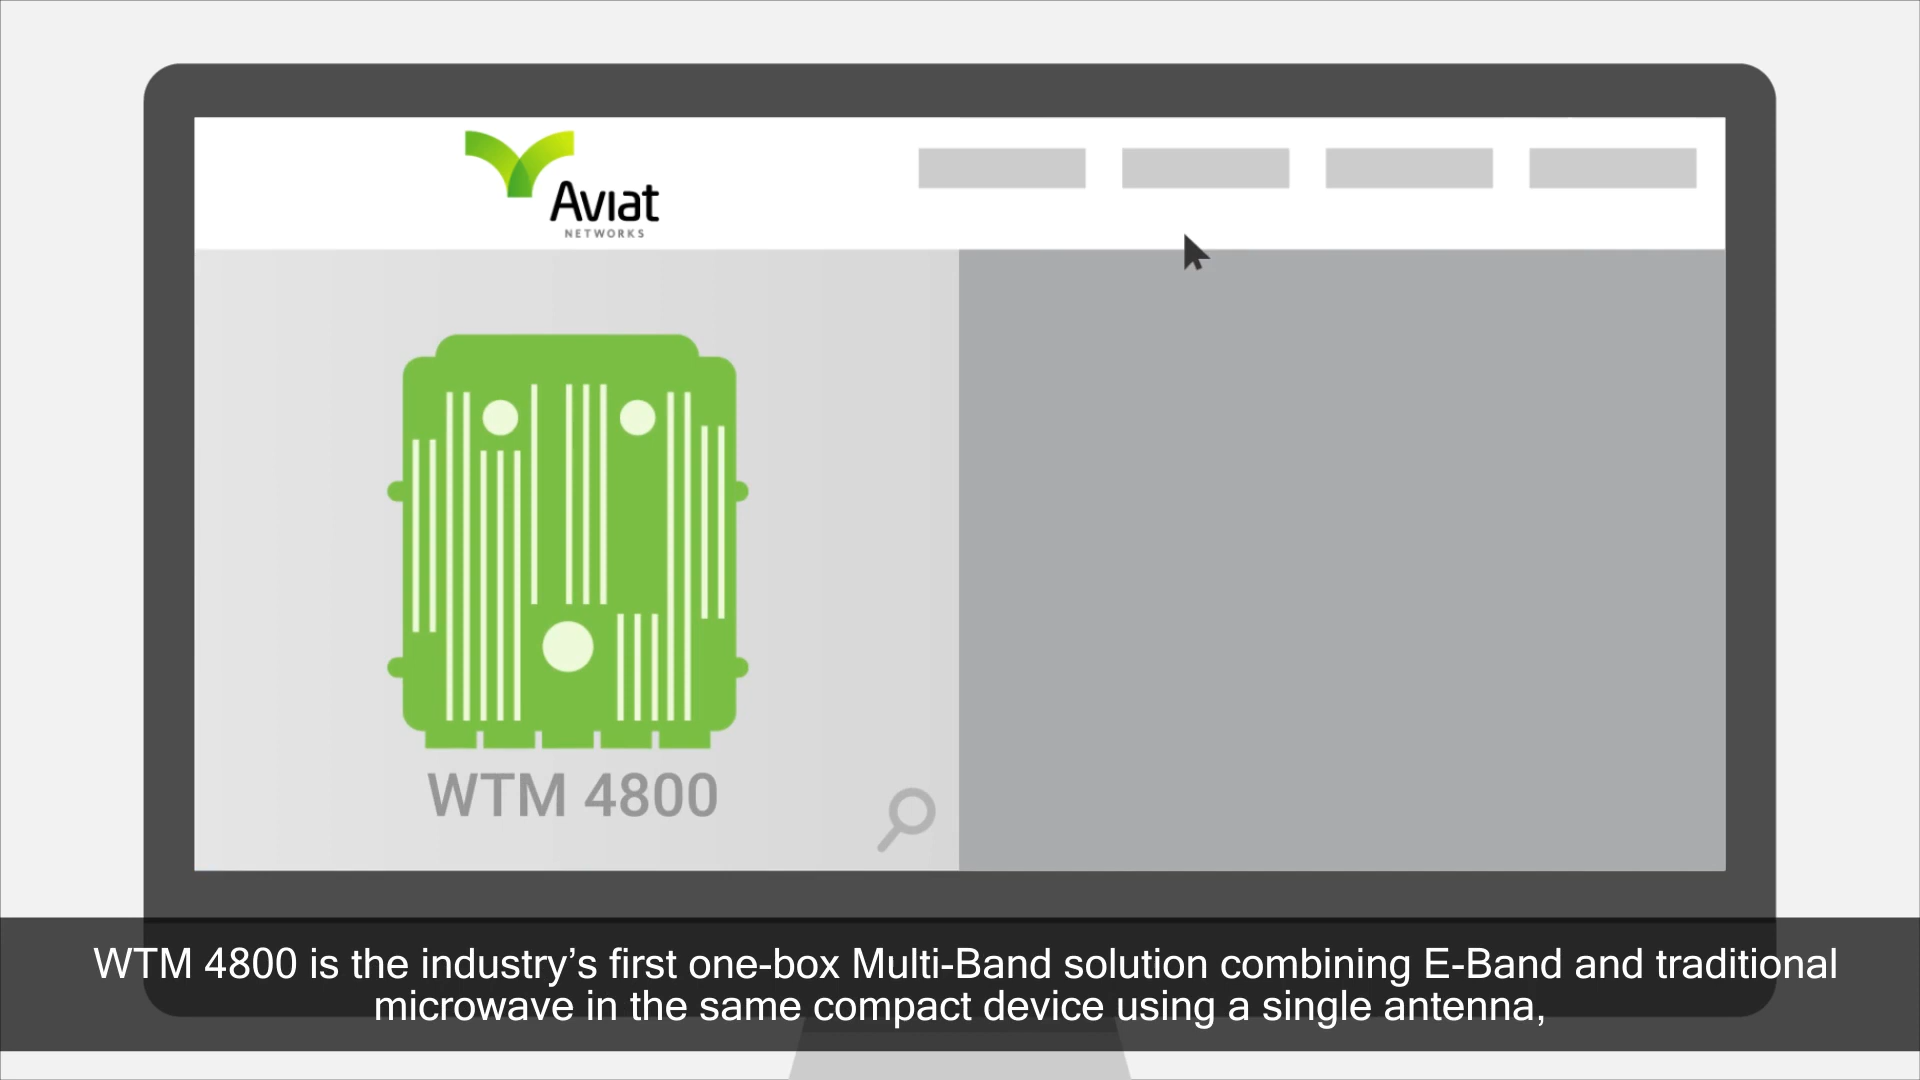 Aviat
NETWORKS
WTM 4800
WTM 4800 is the industry’s first one-box Multi-Band solution combining E-Band and traditional
microwave in the same compact device using a single antenna,